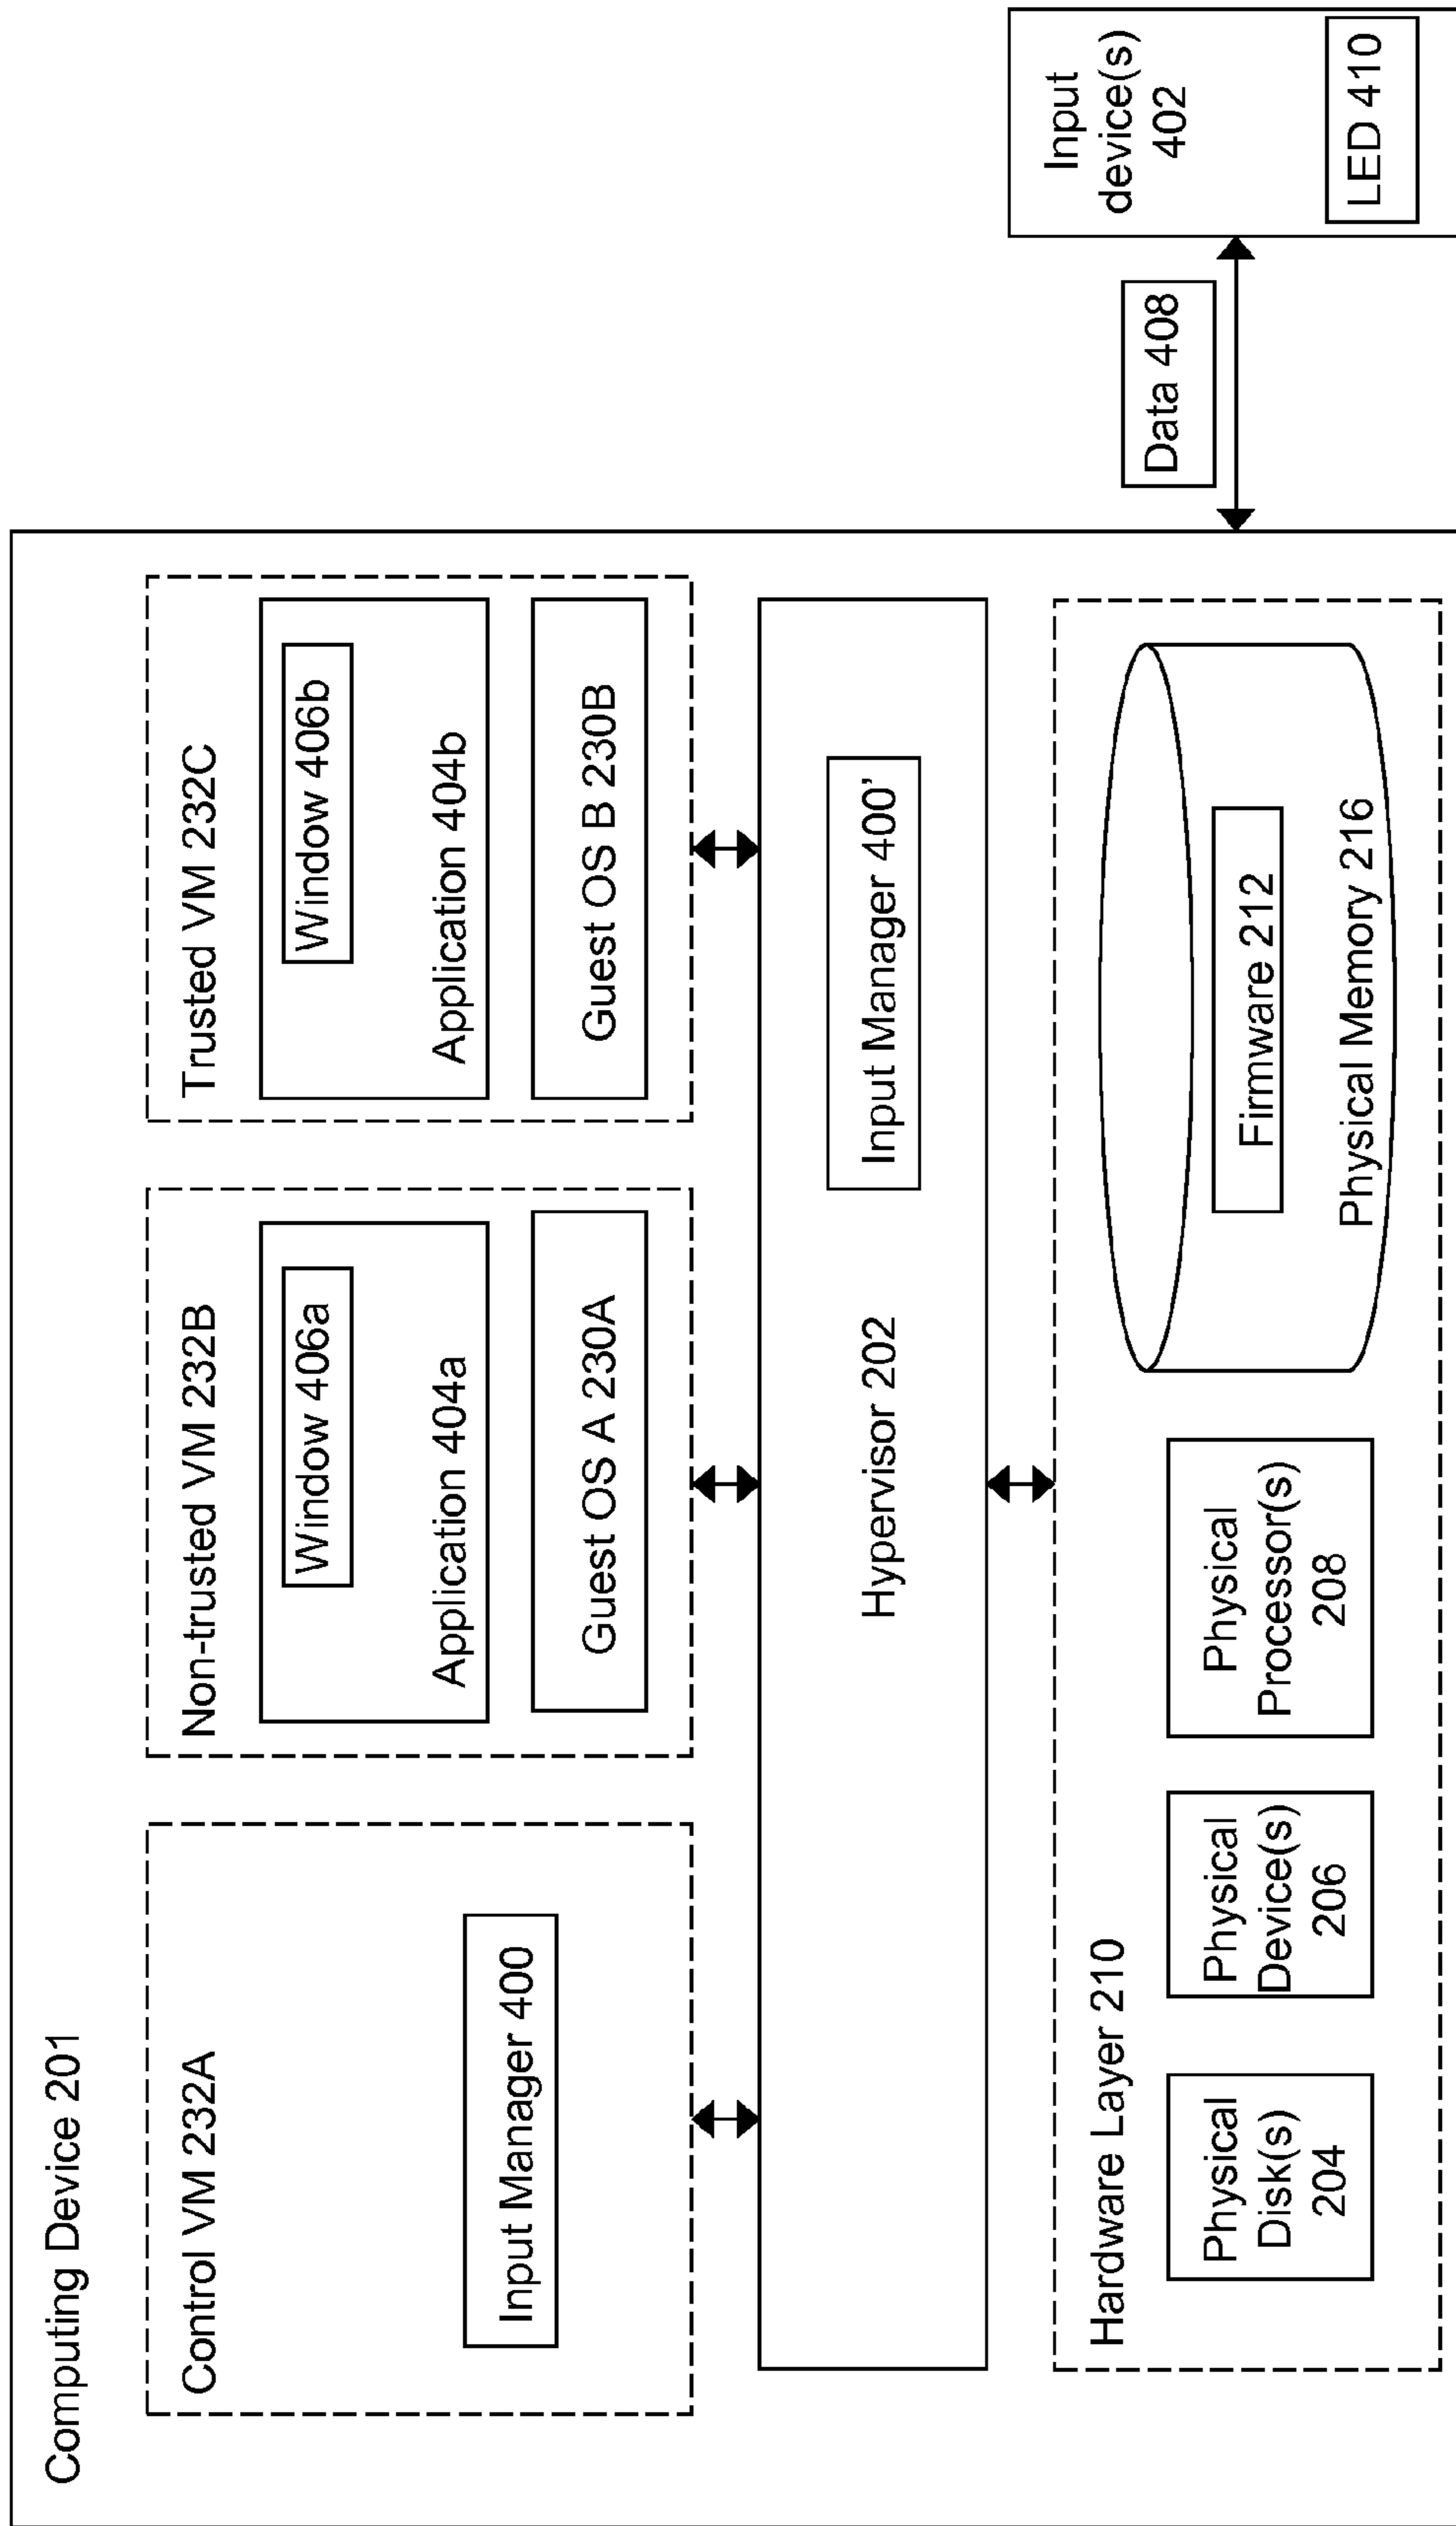 Computing Device 201
Control VM 232A
Input Manager 400
Non-trusted VM 232B
Window 406a
Application 404a
Guest OS A 230A
Trusted VM 232C
Window 406b
Application 404b
Guest OS B 230B
Hypervisor 202
Input Manager 400’
Hardware Layer 210
Physical
Disk(s)
204
Physical
Device(s)
206
Physical
Processor(s)
208
Firmware 212
Physical Memory 216
Data 408
Input
device(s)
402
LED 410